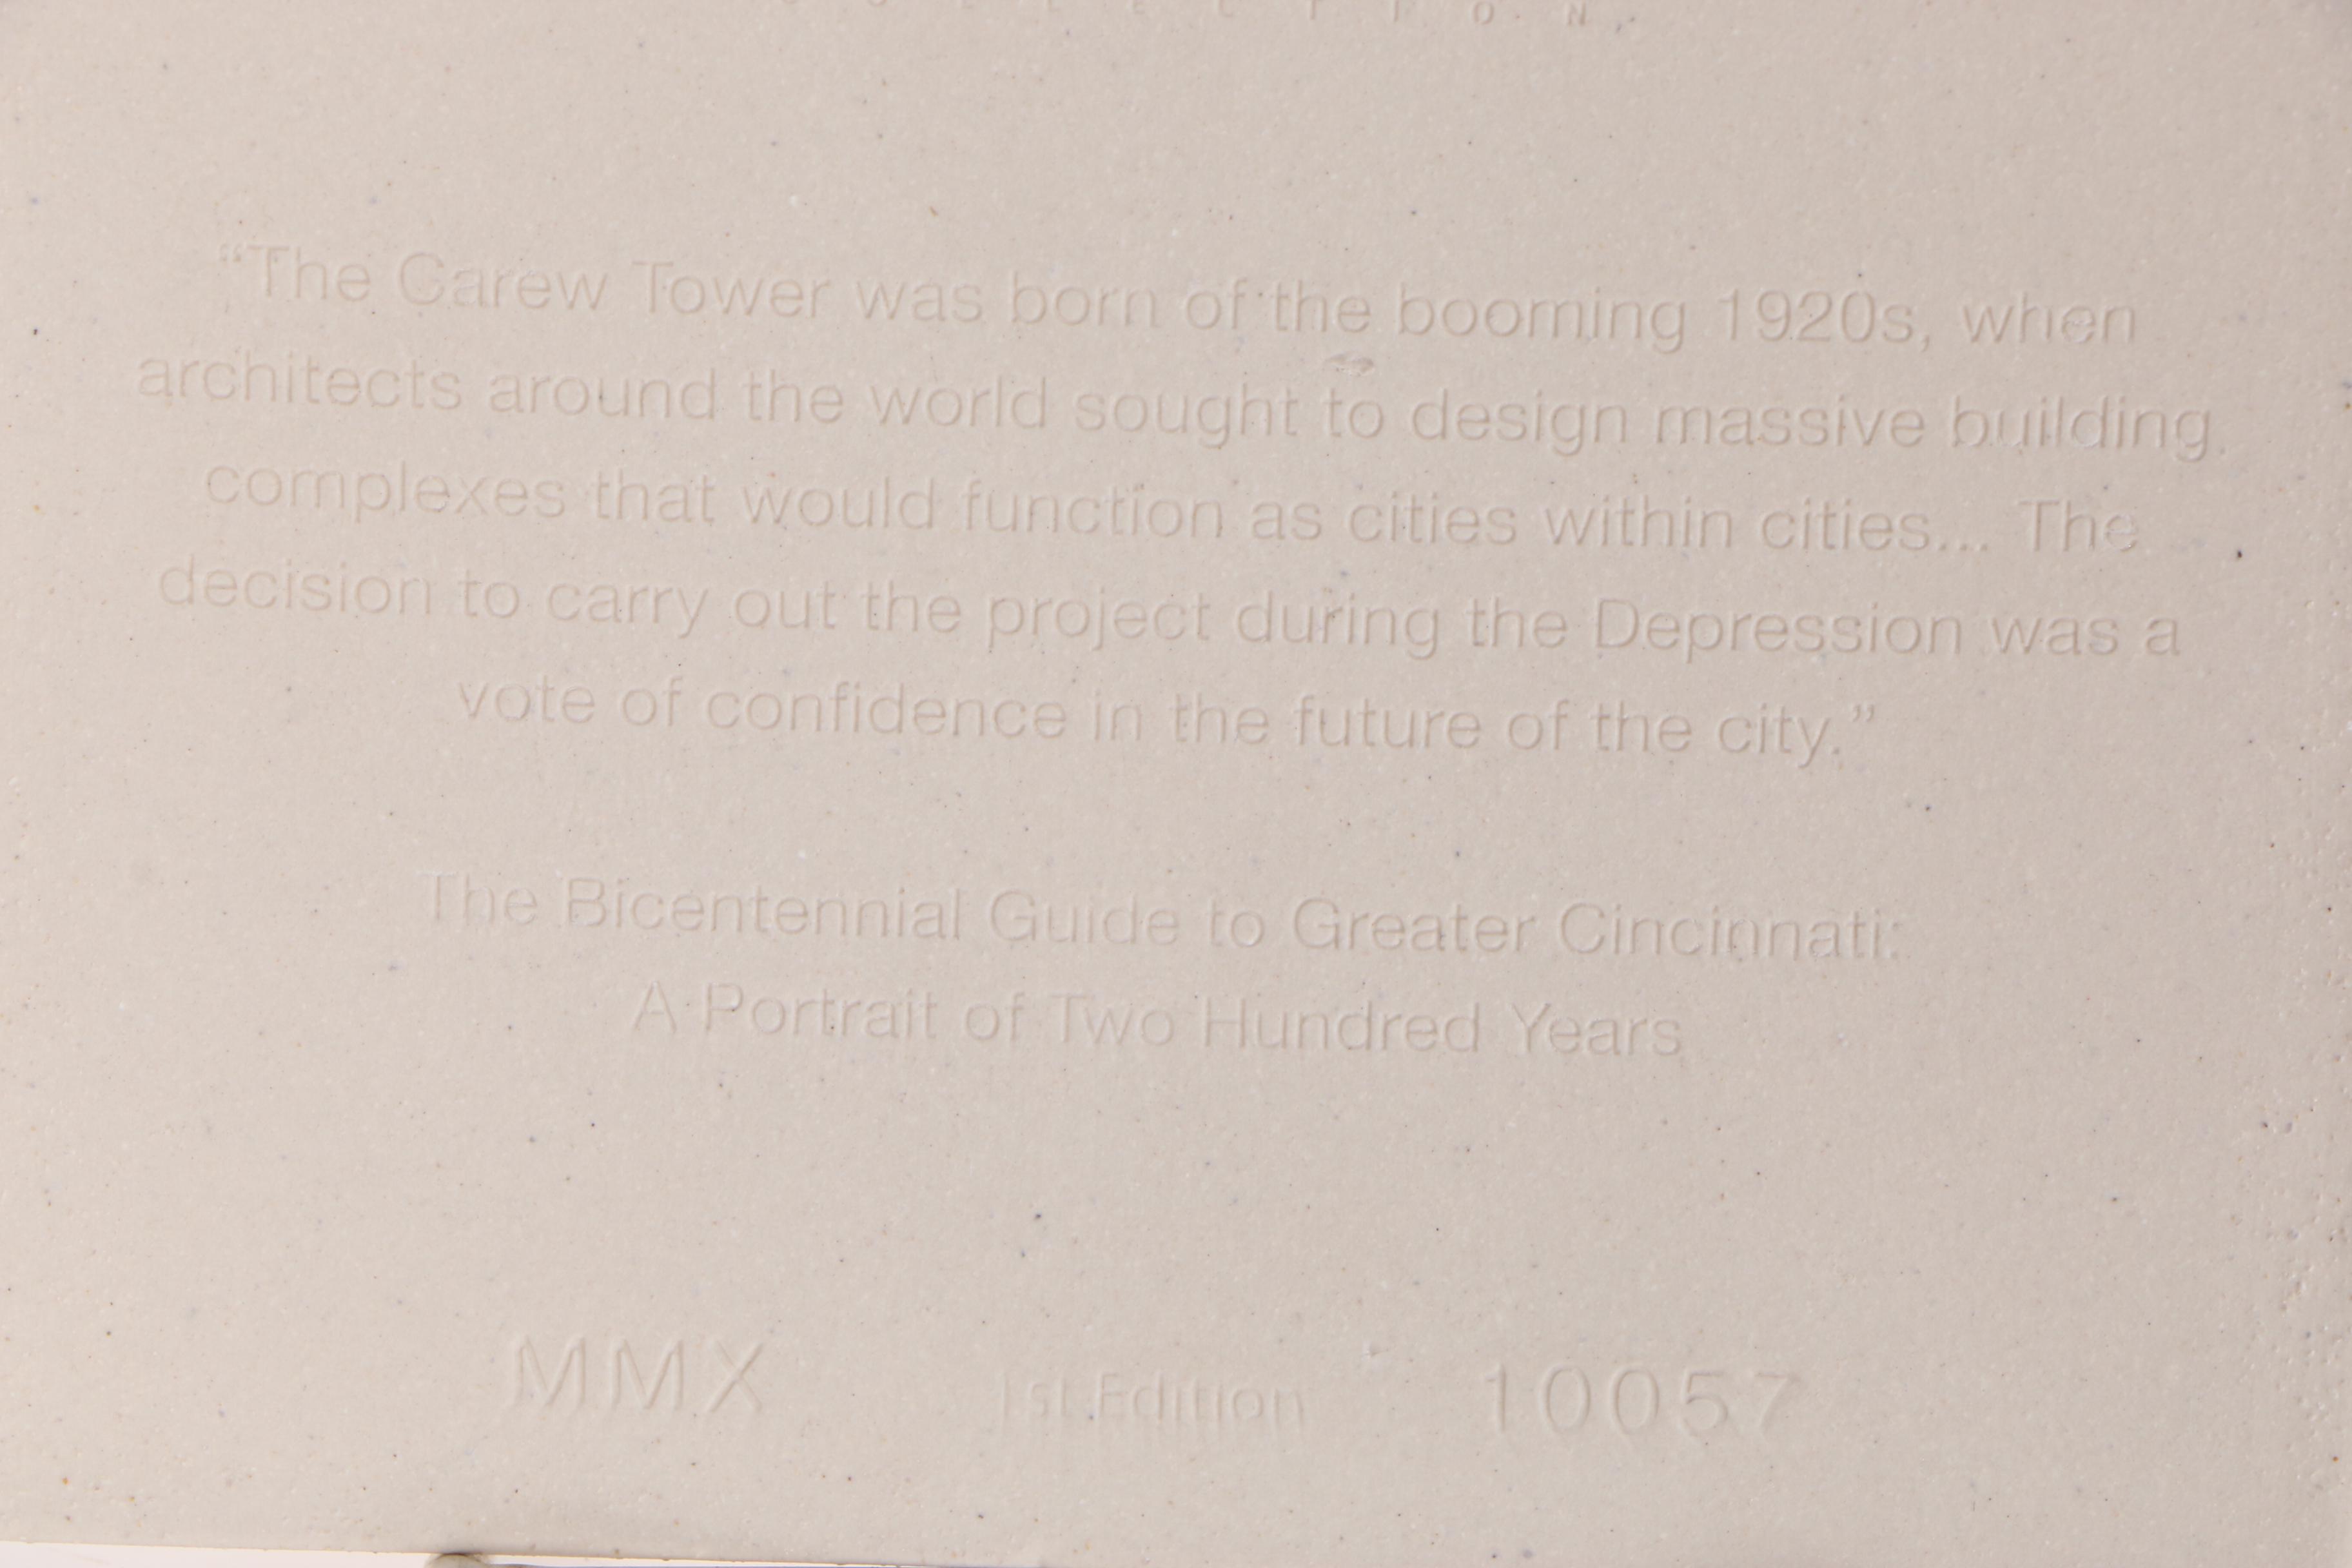 COLLECTION
“The Carew Tower was born of the booming 1920s, when
architects around the world sought to design massive building
complexes that would function as cities within cities... The
decision to carry out the project during the Depression was a
vote of confidence in the future of the city.”
The Bicentennial Guide to Greater Cincinnati:
A Portrait of Two Hundred Years
MMX 1st Edition 10057